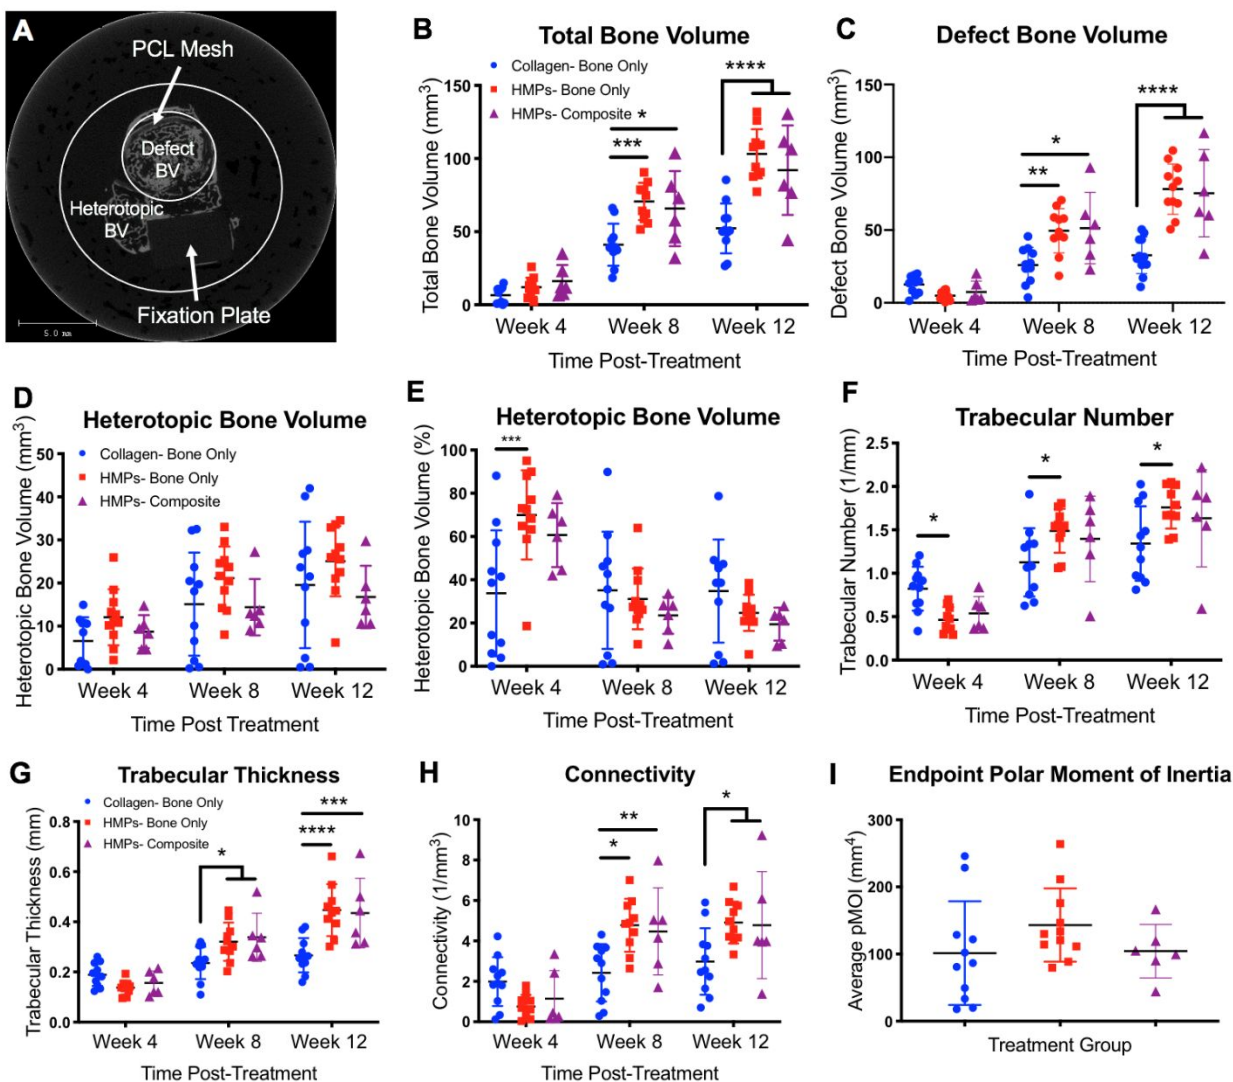 A
PCL Mesh
Defect
BV
Heterotopic
BV
Fixation Plate
5.0 mm
B
Total Bone Volume
Collagen- Bone Only
HMPs- Bone Only
HMPs- Composite
Total Bone Volume (mm³)
150
100
50
0
*
***
****
Week 4
Week 8
Week 12
Time Post-Treatment
C
Defect Bone Volume
Defect Bone Volume (mm³)
150
100
50
0
*
**
****
Week 4
Week 8
Week 12
Time Post-Treatment
D
Heterotopic Bone Volume
Collagen- Bone Only
HMPs- Bone Only
HMPs- Composite
Heterotopic Bone Volume (mm³)
50
40
30
20
10
0
Week 4
Week 8
Week 12
Time Post Treatment
E
Heterotopic Bone Volume
Heterotopic Bone Volume (%)
100
80
60
40
20
0
***
Week 4
Week 8
Week 12
Time Post-Treatment
F
Trabecular Number
Trabecular Number (1/mm)
2.5
2.0
1.5
1.0
0.5
0.0
*
*
*
Week 4
Week 8
Week 12
Time Post-Treatment
G
Trabecular Thickness
Collagen- Bone Only
HMPs- Bone Only
HMPs- Composite
Trabecular Thickness (mm)
0.8
0.6
0.4
0.2
0.0
*
***
****
Week 4
Week 8
Week 12
Time Post-Treatment
H
Connectivity
Connectivity (1/mm³)
10
8
6
4
2
0
**
*
*
Week 4
Week 8
Week 12
Time Post-Treatment
I
Endpoint Polar Moment of Inertia
Average pMOI (mm⁴)
300
200
100
0
Treatment Group